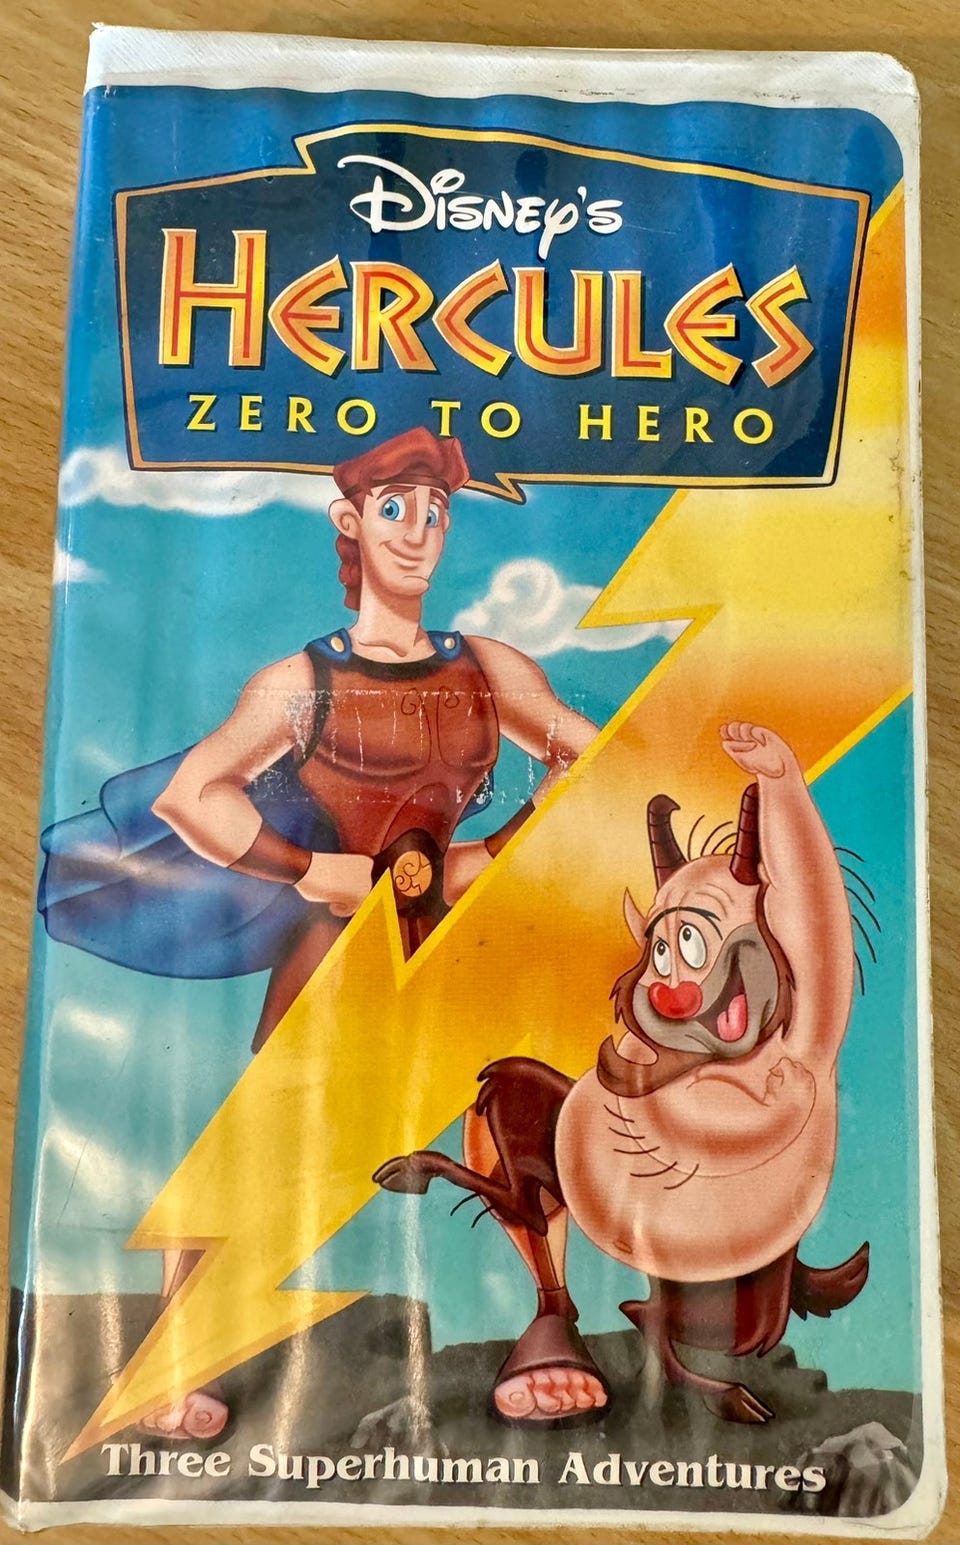 Disney's
HERCULES
ZERO TO HERO
Three Superhuman Adventures